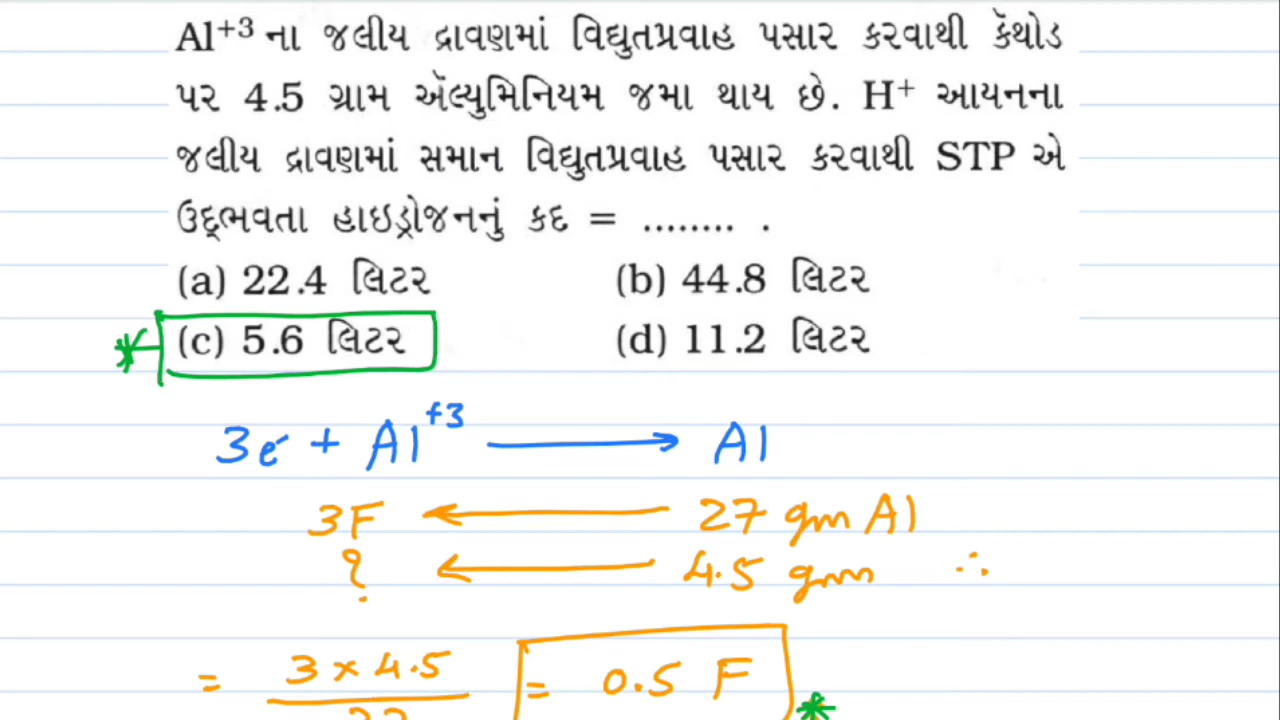 Al+3 ના જલીય દ્રાવણમાં વિદ્યુતપ્રવાહ પસાર કરવાથી કૅથોડ
પર 4.5 ગ્રામ ઍલ્યુમિનિયમ જમા થાય છે. H+ આયનના
જલીય દ્રાવણમાં સમાન વિદ્યુતપ્રવાહ પસાર કરવાથી STP એ
ઉદ્ભવતા હાઇડ્રોજનનું કદ = ........ .
(a) 22.4 લિટર (b) 44.8 લિટર
(c) 5.6 લિટર (d) 11.2 લિટર
3e- + Al+3 → Al
3F ← 27 gm Al
? ← 4.5 gm ∴
= 3 × 4.5 = 0.5 F